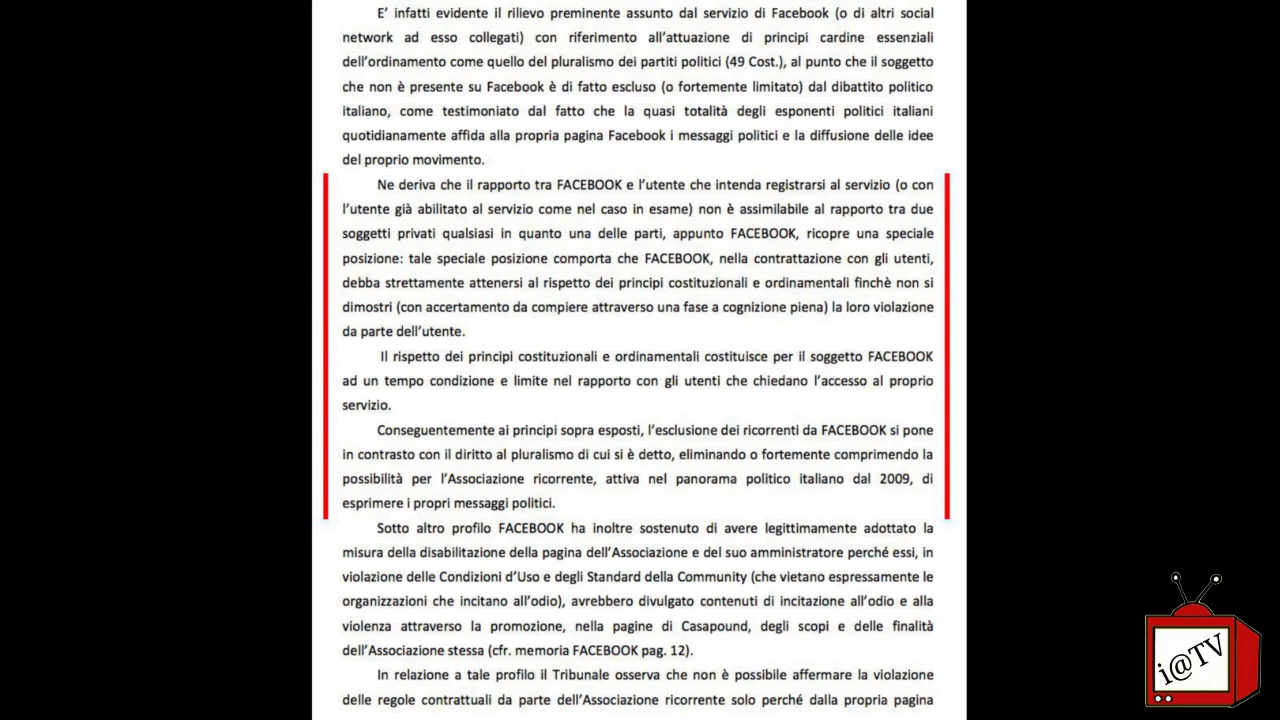 E’ infatti evidente il rilievo preminente assunto dal servizio di Facebook (o di altri social
network ad esso collegati) con riferimento all’attuazione di principi cardine essenziali
dell’ordinamento come quello del pluralismo dei partiti politici (49 Cost.), al punto che il soggetto
che non è presente su Facebook è di fatto escluso (o fortemente limitato) dal dibattito politico
italiano, come testimoniato dal fatto che la quasi totalità degli esponenti politici italiani
quotidianamente affida alla propria pagina Facebook i messaggi politici e la diffusione delle idee
del proprio movimento.
Ne deriva che il rapporto tra FACEBOOK e l’utente che intenda registrarsi al servizio (o con
l’utente già abilitato al servizio come nel caso in esame) non è assimilabile al rapporto tra due
soggetti privati qualsiasi in quanto una delle parti, appunto FACEBOOK, ricopre una speciale
posizione: tale speciale posizione comporta che FACEBOOK, nella contrattazione con gli utenti,
debba strettamente attenersi al rispetto dei principi costituzionali e ordinamentali finchè non si
dimostri (con accertamento da compiere attraverso una fase a cognizione piena) la loro violazione
da parte dell’utente.
Il rispetto dei principi costituzionali e ordinamentali costituisce per il soggetto FACEBOOK
ad un tempo condizione e limite nel rapporto con gli utenti che chiedano l’accesso al proprio
servizio.
Conseguentemente ai principi sopra esposti, l’esclusione dei ricorrenti da FACEBOOK si pone
in contrasto con il diritto al pluralismo di cui si è detto, eliminando o fortemente comprimendo la
possibilità per l’Associazione ricorrente, attiva nel panorama politico italiano dal 2009, di
esprimere i propri messaggi politici.
Sotto altro profilo FACEBOOK ha inoltre sostenuto di avere legittimamente adottato la
misura della disabilitazione della pagina dell’Associazione e del suo amministratore perché essi, in
violazione delle Condizioni d’Uso e degli Standard della Community (che vietano espressamente le
organizzazioni che incitano all’odio), avrebbero divulgato contenuti di incitazione all’odio e alla
violenza attraverso la promozione, nella pagine di Casapound, degli scopi e delle finalità
dell’Associazione stessa (cfr. memoria FACEBOOK pag. 12).
In relazione a tale profilo il Tribunale osserva che non è possibile affermare la violazione
delle regole contrattuali da parte dell’Associazione ricorrente solo perché dalla propria pagina
i@TV